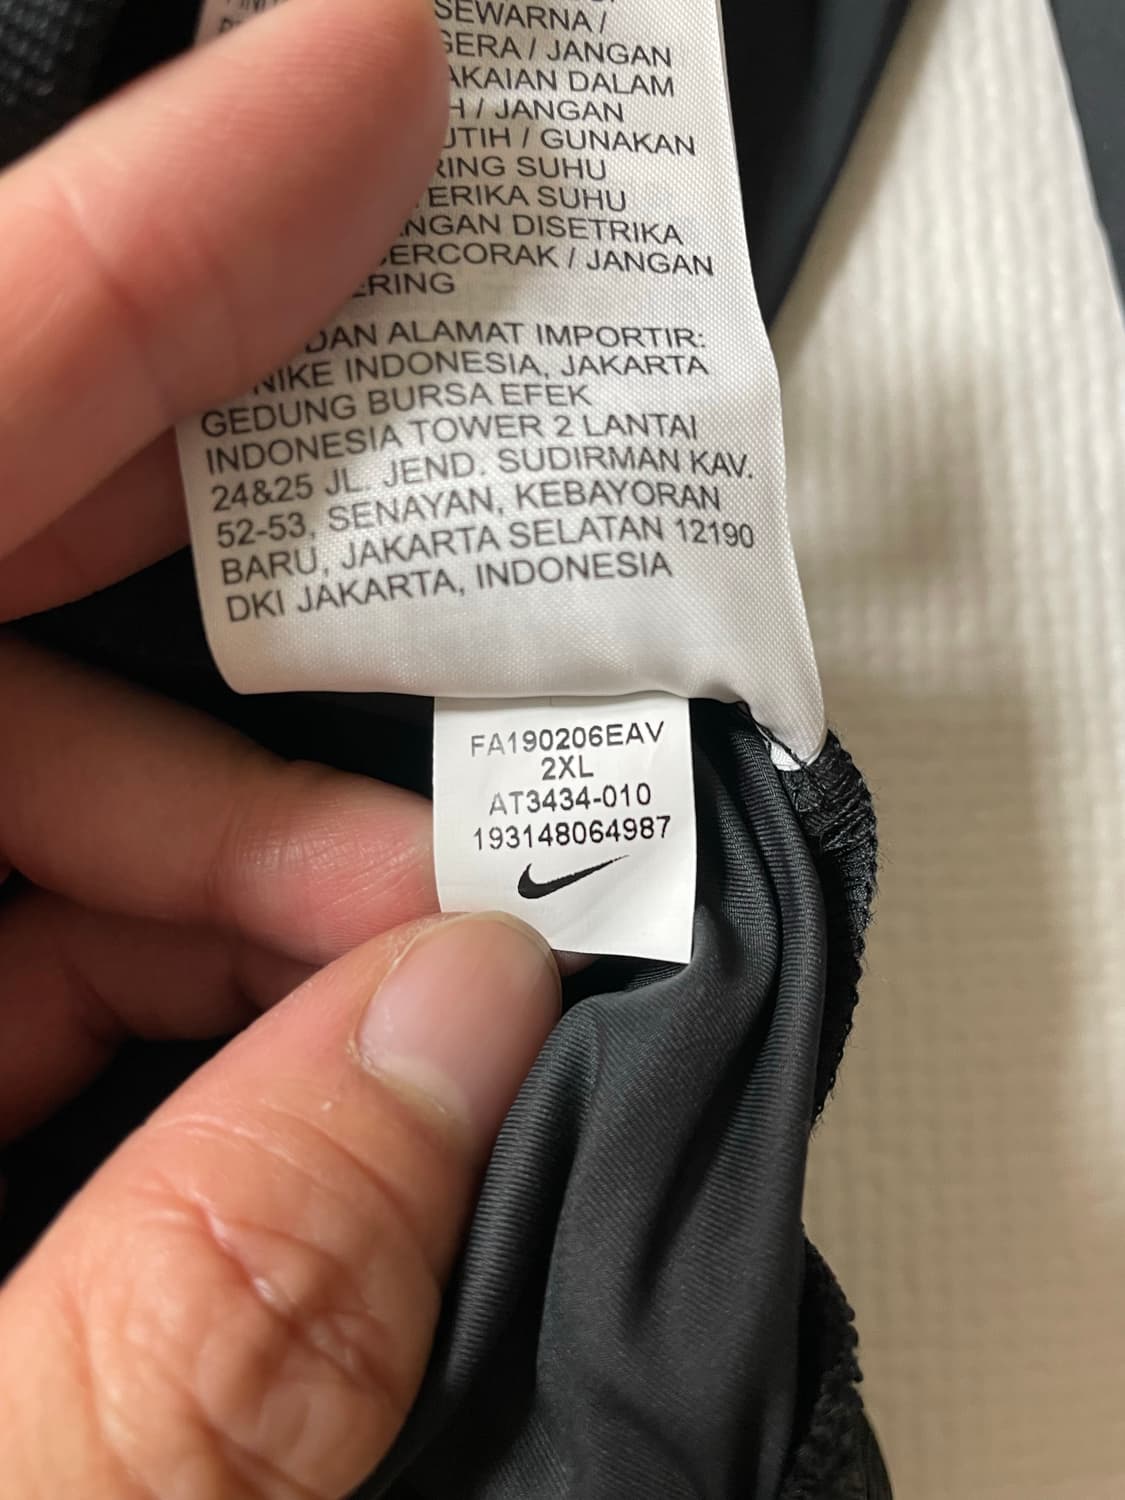 SEWARNA /
GERA / JANGAN
AKAIAN DALAM
H / JANGAN
UTIH / GUNAKAN
RING SUHU
ERIKA SUHU
NGAN DISETRIKA
BERCORAK / JANGAN
ERING
DAN ALAMAT IMPORTIR:
NIKE INDONESIA, JAKARTA
GEDUNG BURSA EFEK
INDONESIA TOWER 2 LANTAI
24&25 JL. JEND. SUDIRMAN KAV.
52-53, SENAYAN, KEBAYORAN
BARU, JAKARTA SELATAN 12190
DKI JAKARTA, INDONESIA
FA190206EAV
2XL
AT3434-010
193148064987